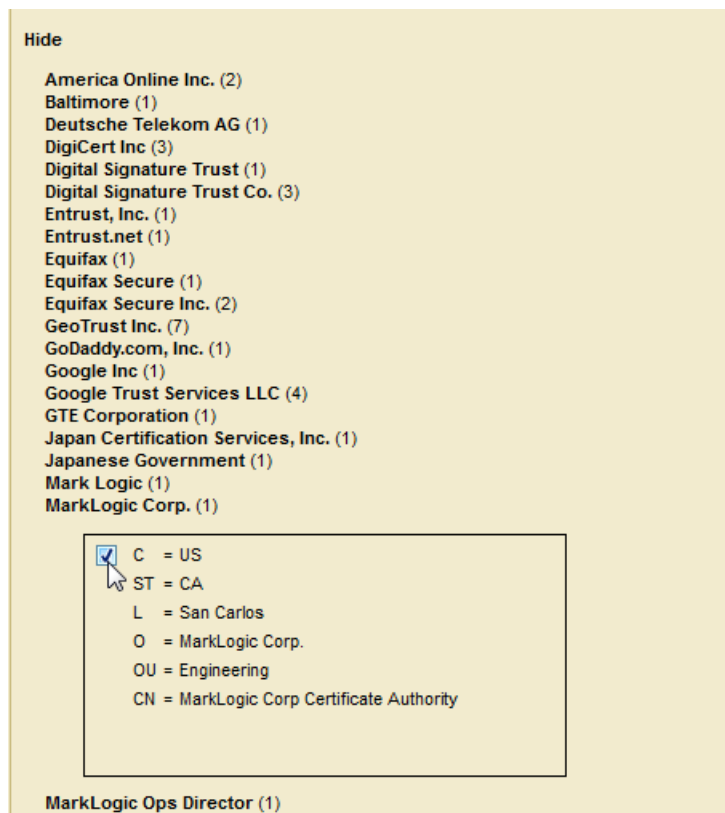 Hide
America Online Inc. (2)
Baltimore (1)
Deutsche Telekom AG (1)
DigiCert Inc (3)
Digital Signature Trust (1)
Digital Signature Trust Co. (3)
Entrust, Inc. (1)
Entrust.net (1)
Equifax (1)
Equifax Secure (1)
Equifax Secure Inc. (2)
GeoTrust Inc. (7)
GoDaddy.com, Inc. (1)
Google Inc (1)
Google Trust Services LLC (4)
GTE Corporation (1)
Japan Certification Services, Inc. (1)
Japanese Government (1)
Mark Logic (1)
MarkLogic Corp. (1)
C = US
ST = CA
L = San Carlos
O = MarkLogic Corp.
OU = Engineering
CN = MarkLogic Corp Certificate Authority
MarkLogic Ops Director (1)